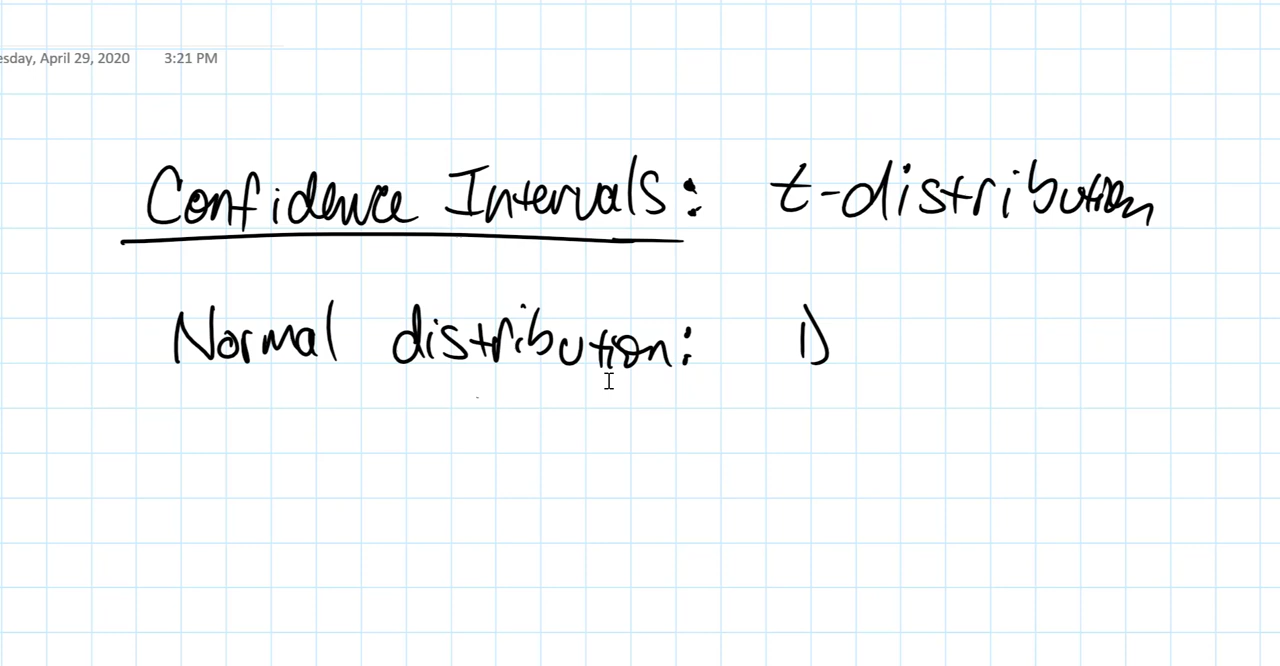 esday, April 29, 2020 3:21 PM
Confidence Intervals: t-distribution
Normal distribution: 1)